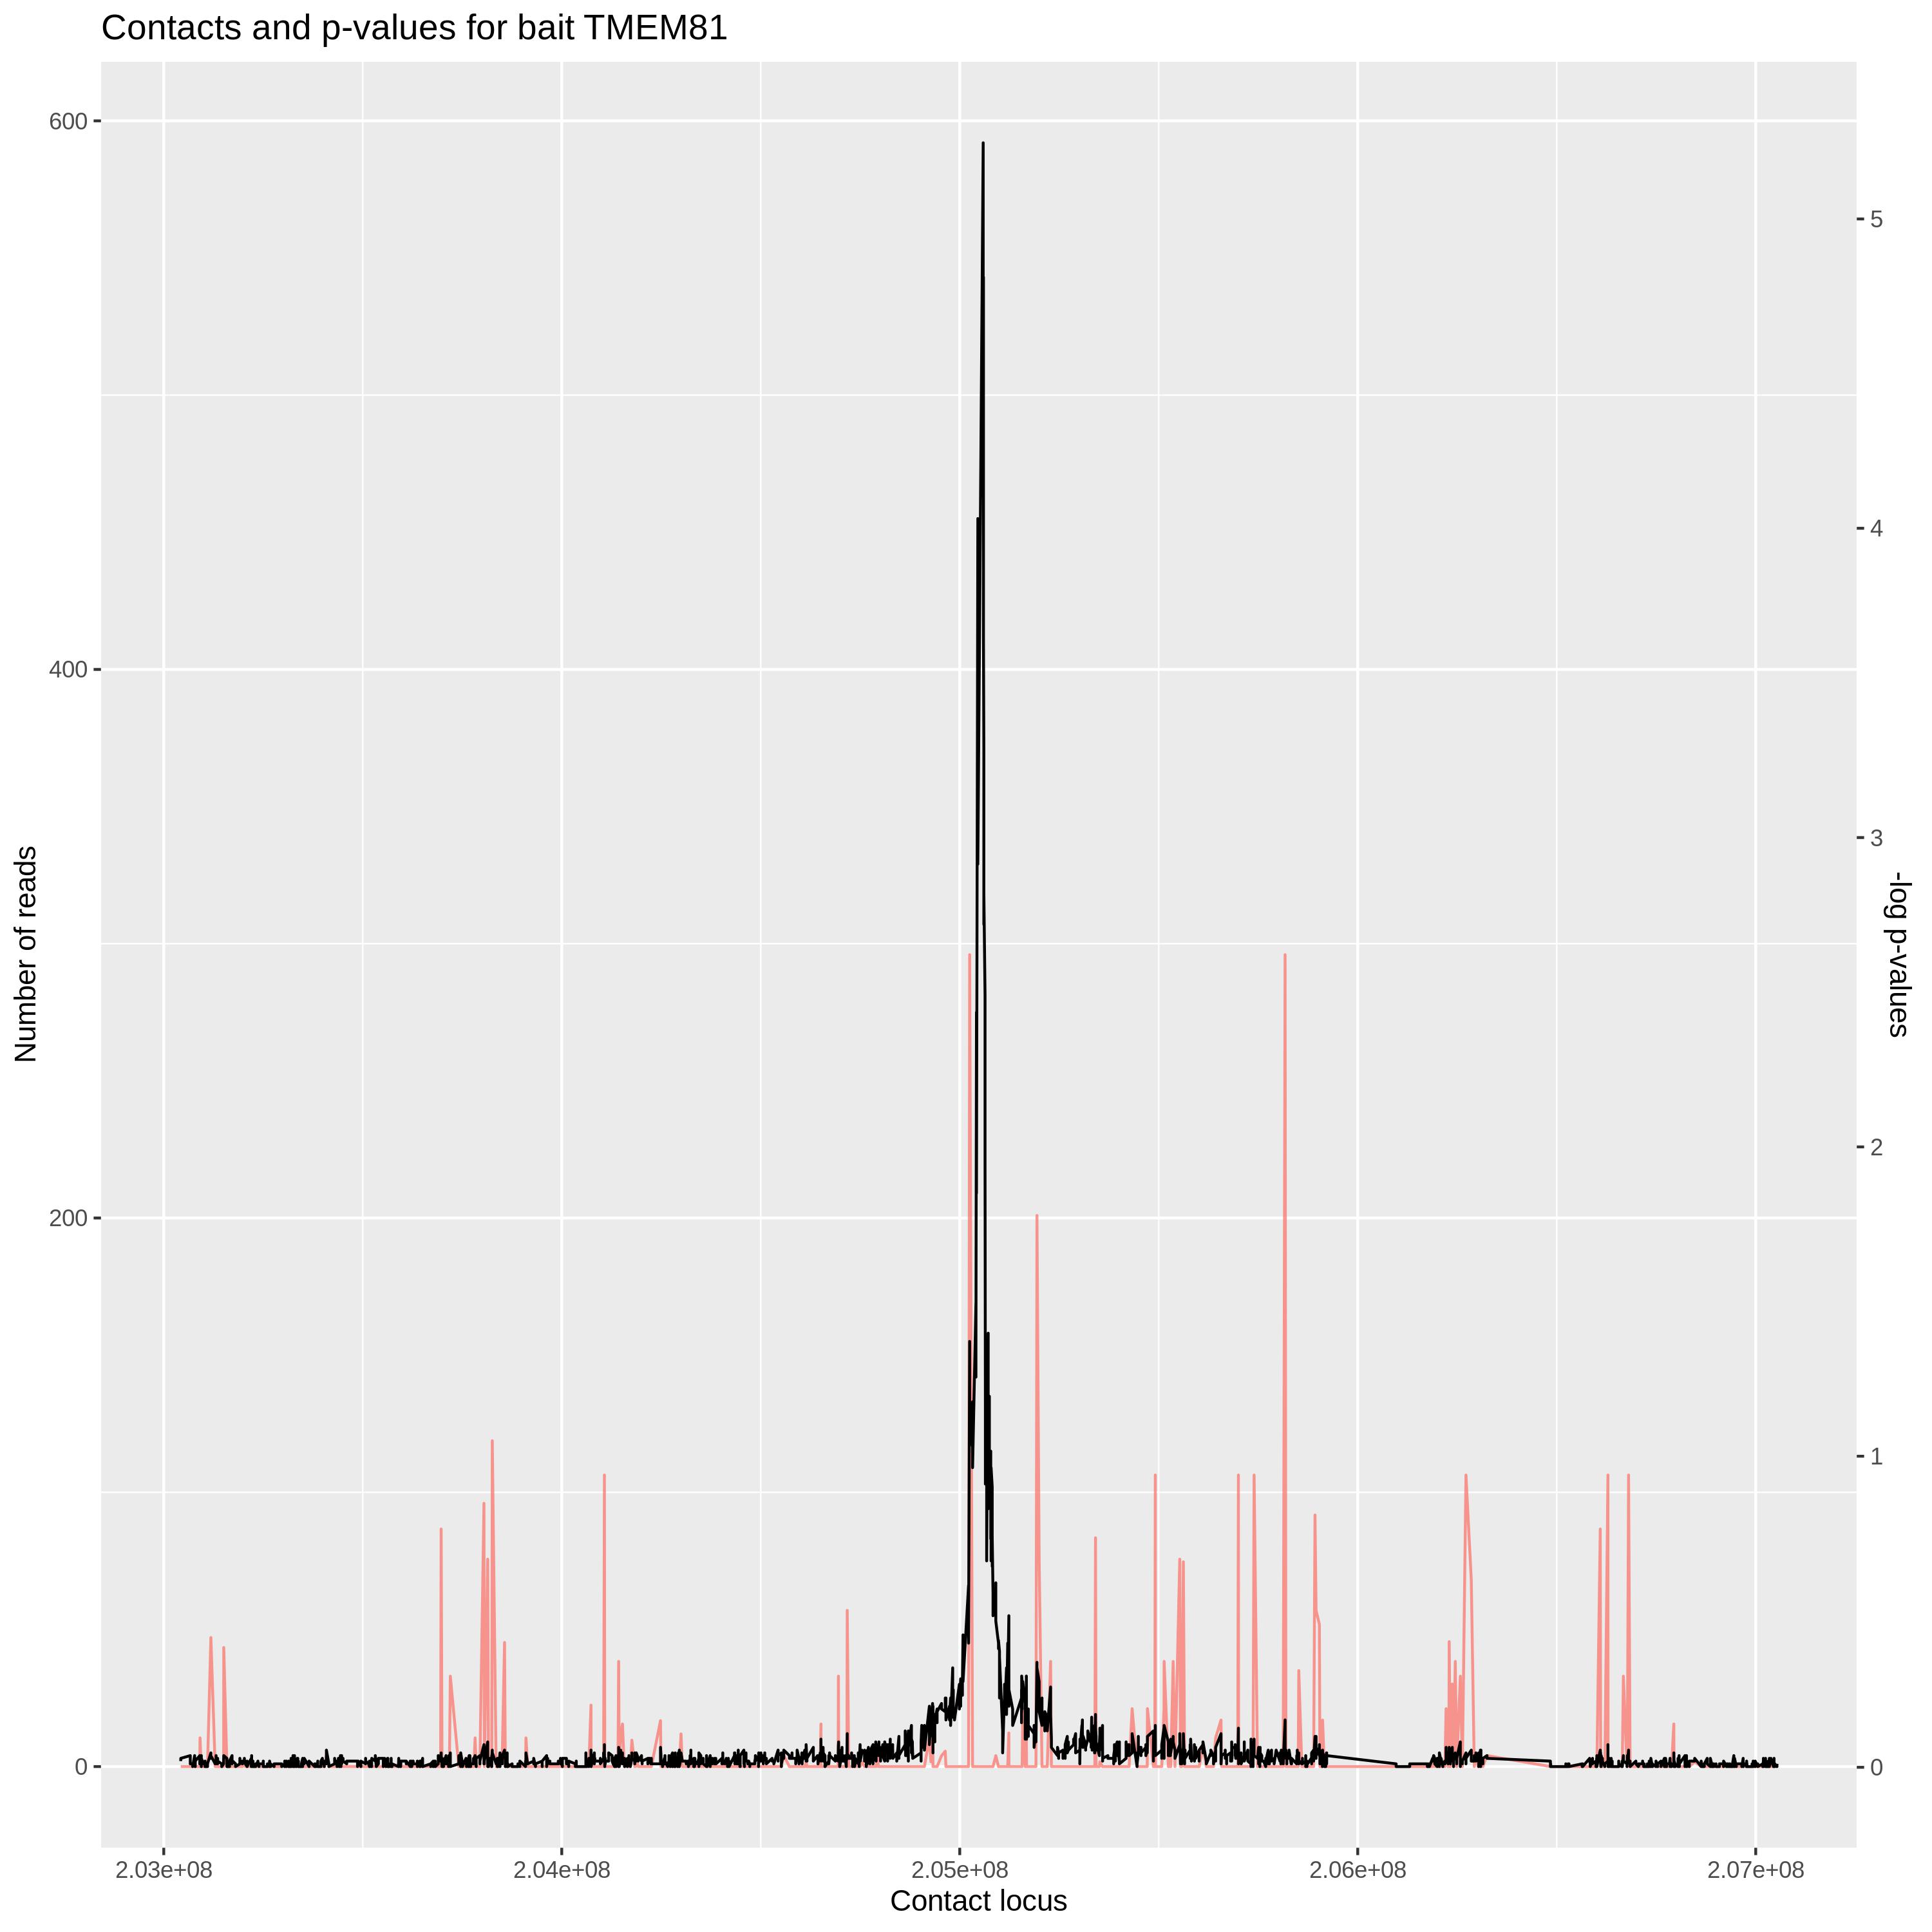 Contacts and p-values for bait TMEM81
600
400
200
0
Number of reads
5
4
3
2
1
0
-log p-values
2.03e+08 2.04e+08 2.05e+08 2.06e+08 2.07e+08
Contact locus